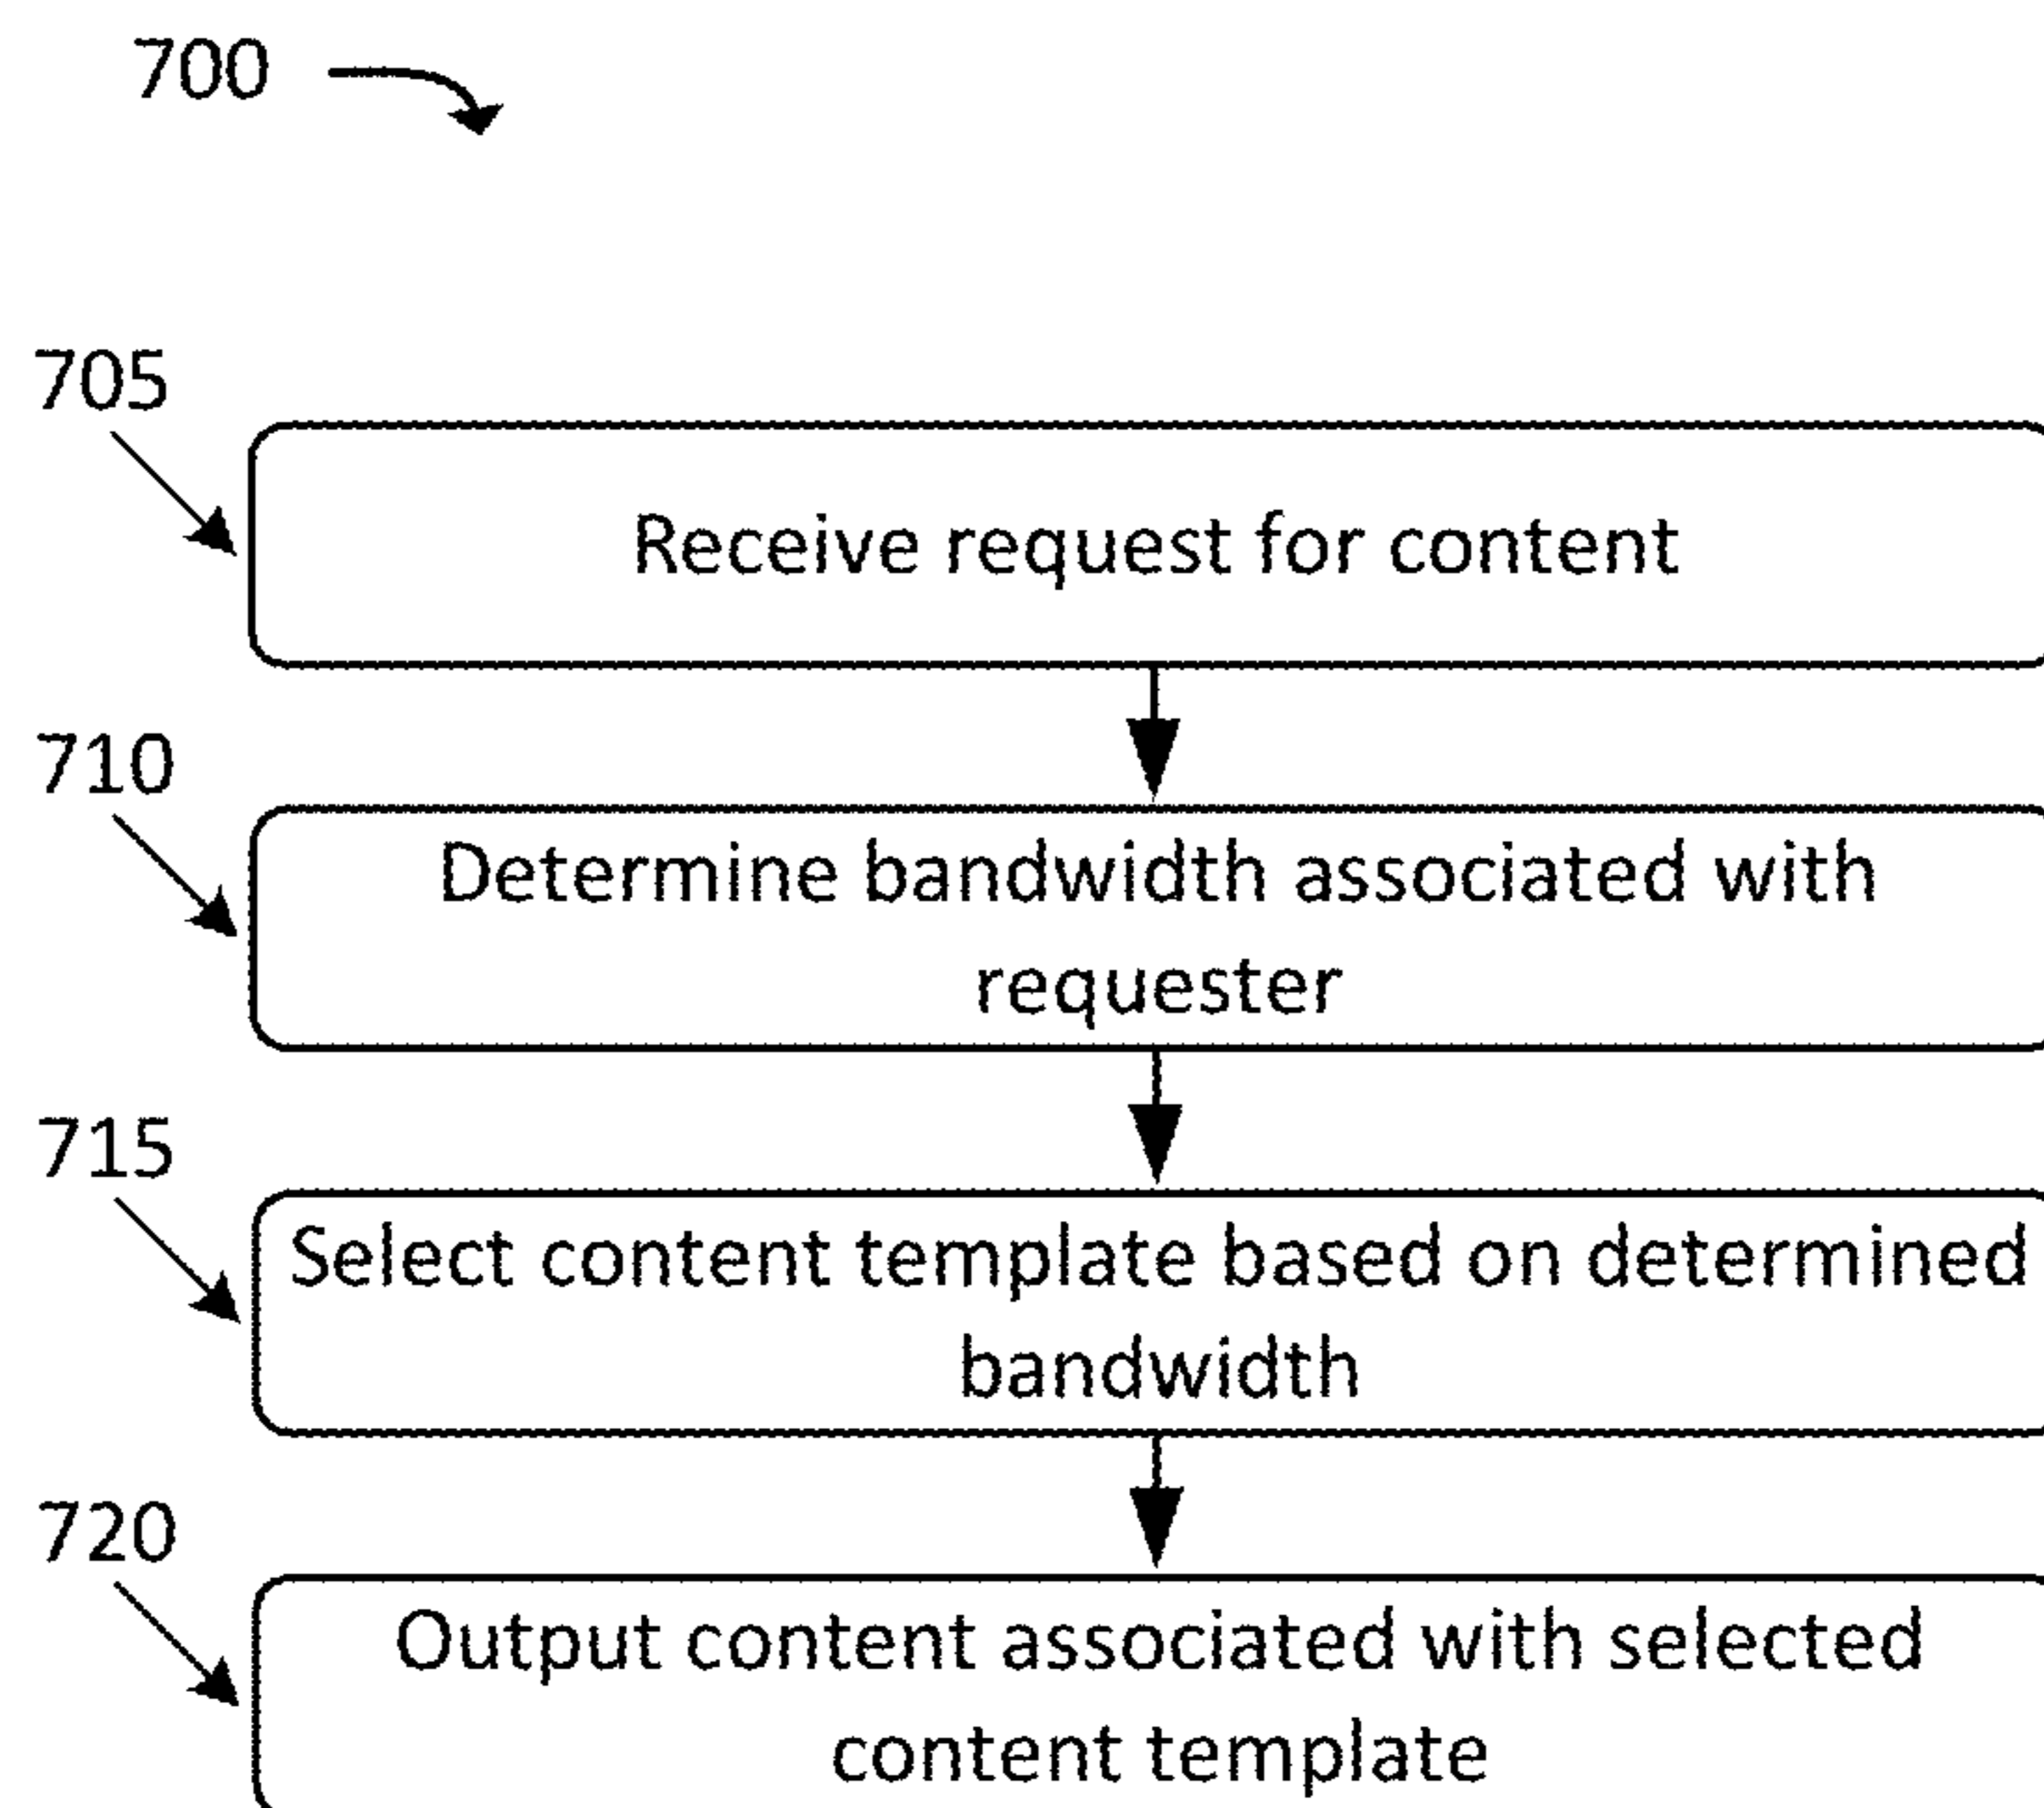 700
705
Receive request for content
710
Determine bandwidth associated with
requester
715
Select content template based on determined
bandwidth
720
Output content associated with selected
content template